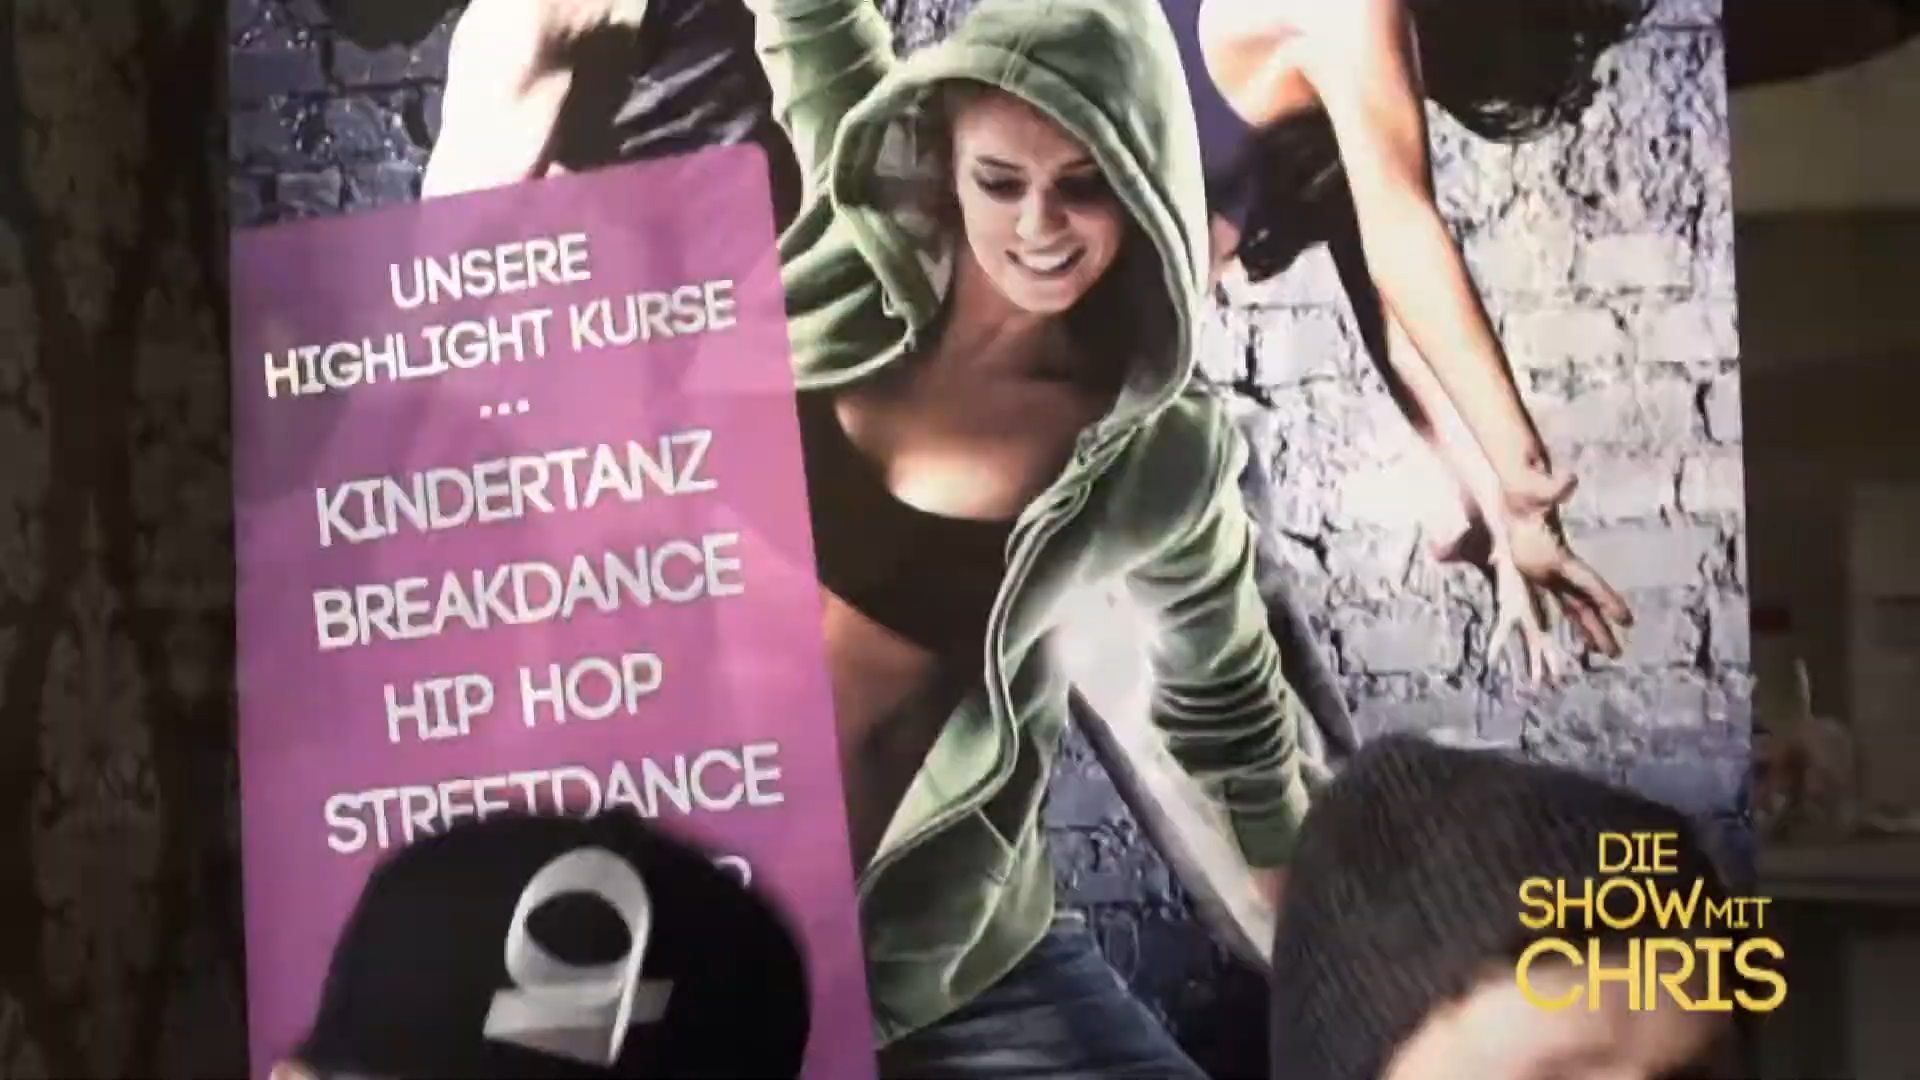 UNSERE
HIGHLIGHT KURSE
...
KINDERTANZ
BREAKDANCE
HIP HOP
STREETDANCE
DIE
SHOW MIT
CHRIS